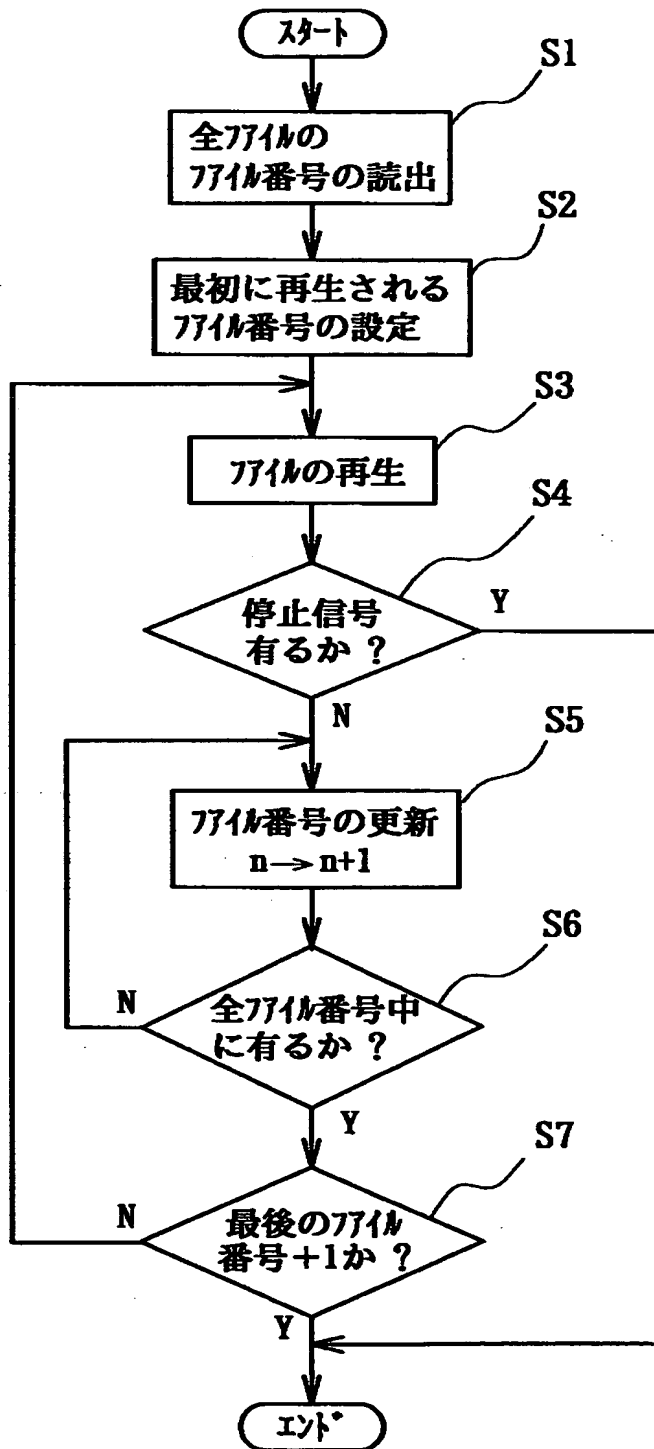 スタート
S1
全ファイルの
ファイル番号の読出
S2
最初に再生される
ファイル番号の設定
S3
ファイルの再生
S4
停止信号
有るか ?
Y
N
S5
ファイル番号の更新
n→n+1
S6
全ファイル番号中
に有るか ?
N
Y
S7
最後のファイル
番号+1か ?
N
Y
エンド